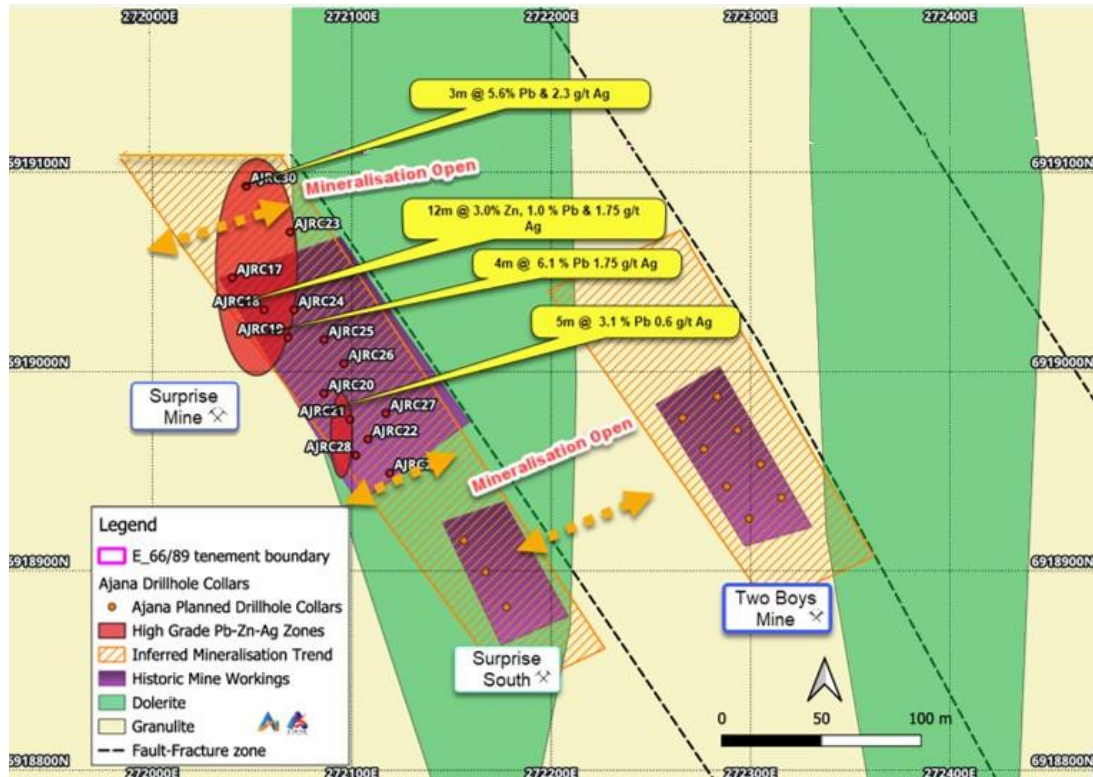 272000E 272100E 272200E 272300E 272400E
3m @ 5.6% Pb & 2.3 g/t Ag
6919100N
6919100N
AJRC30
Mineralisation Open
12m @ 3.0% Zn, 1.0 % Pb & 1.75 g/t
Ag
AJRC23
4m @ 6.1 % Pb 1.75 g/t Ag
AJRC17
AJRC18
AJRC24
5m @ 3.1 % Pb 0.6 g/t Ag
AJRC19
AJRC25
AJRC26
6919000N
6919000N
Surprise
Mine
AJRC20
AJRC21
AJRC27
AJRC22
AJRC28
Mineralisation Open
Legend
E_66/89 tenement boundary
Ajana Drillhole Collars
Ajana Planned Drillhole Collars
High Grade Pb-Zn-Ag Zones
Inferred Mineralisation Trend
Historic Mine Workings
Dolerite
Granulite
Fault-Fracture zone
6918900N
6918900N
Two Boys
Mine
Surprise
South
0 50 100 m
6918800N
6918800N
272000E 272100E 272200E 272300E 272400E